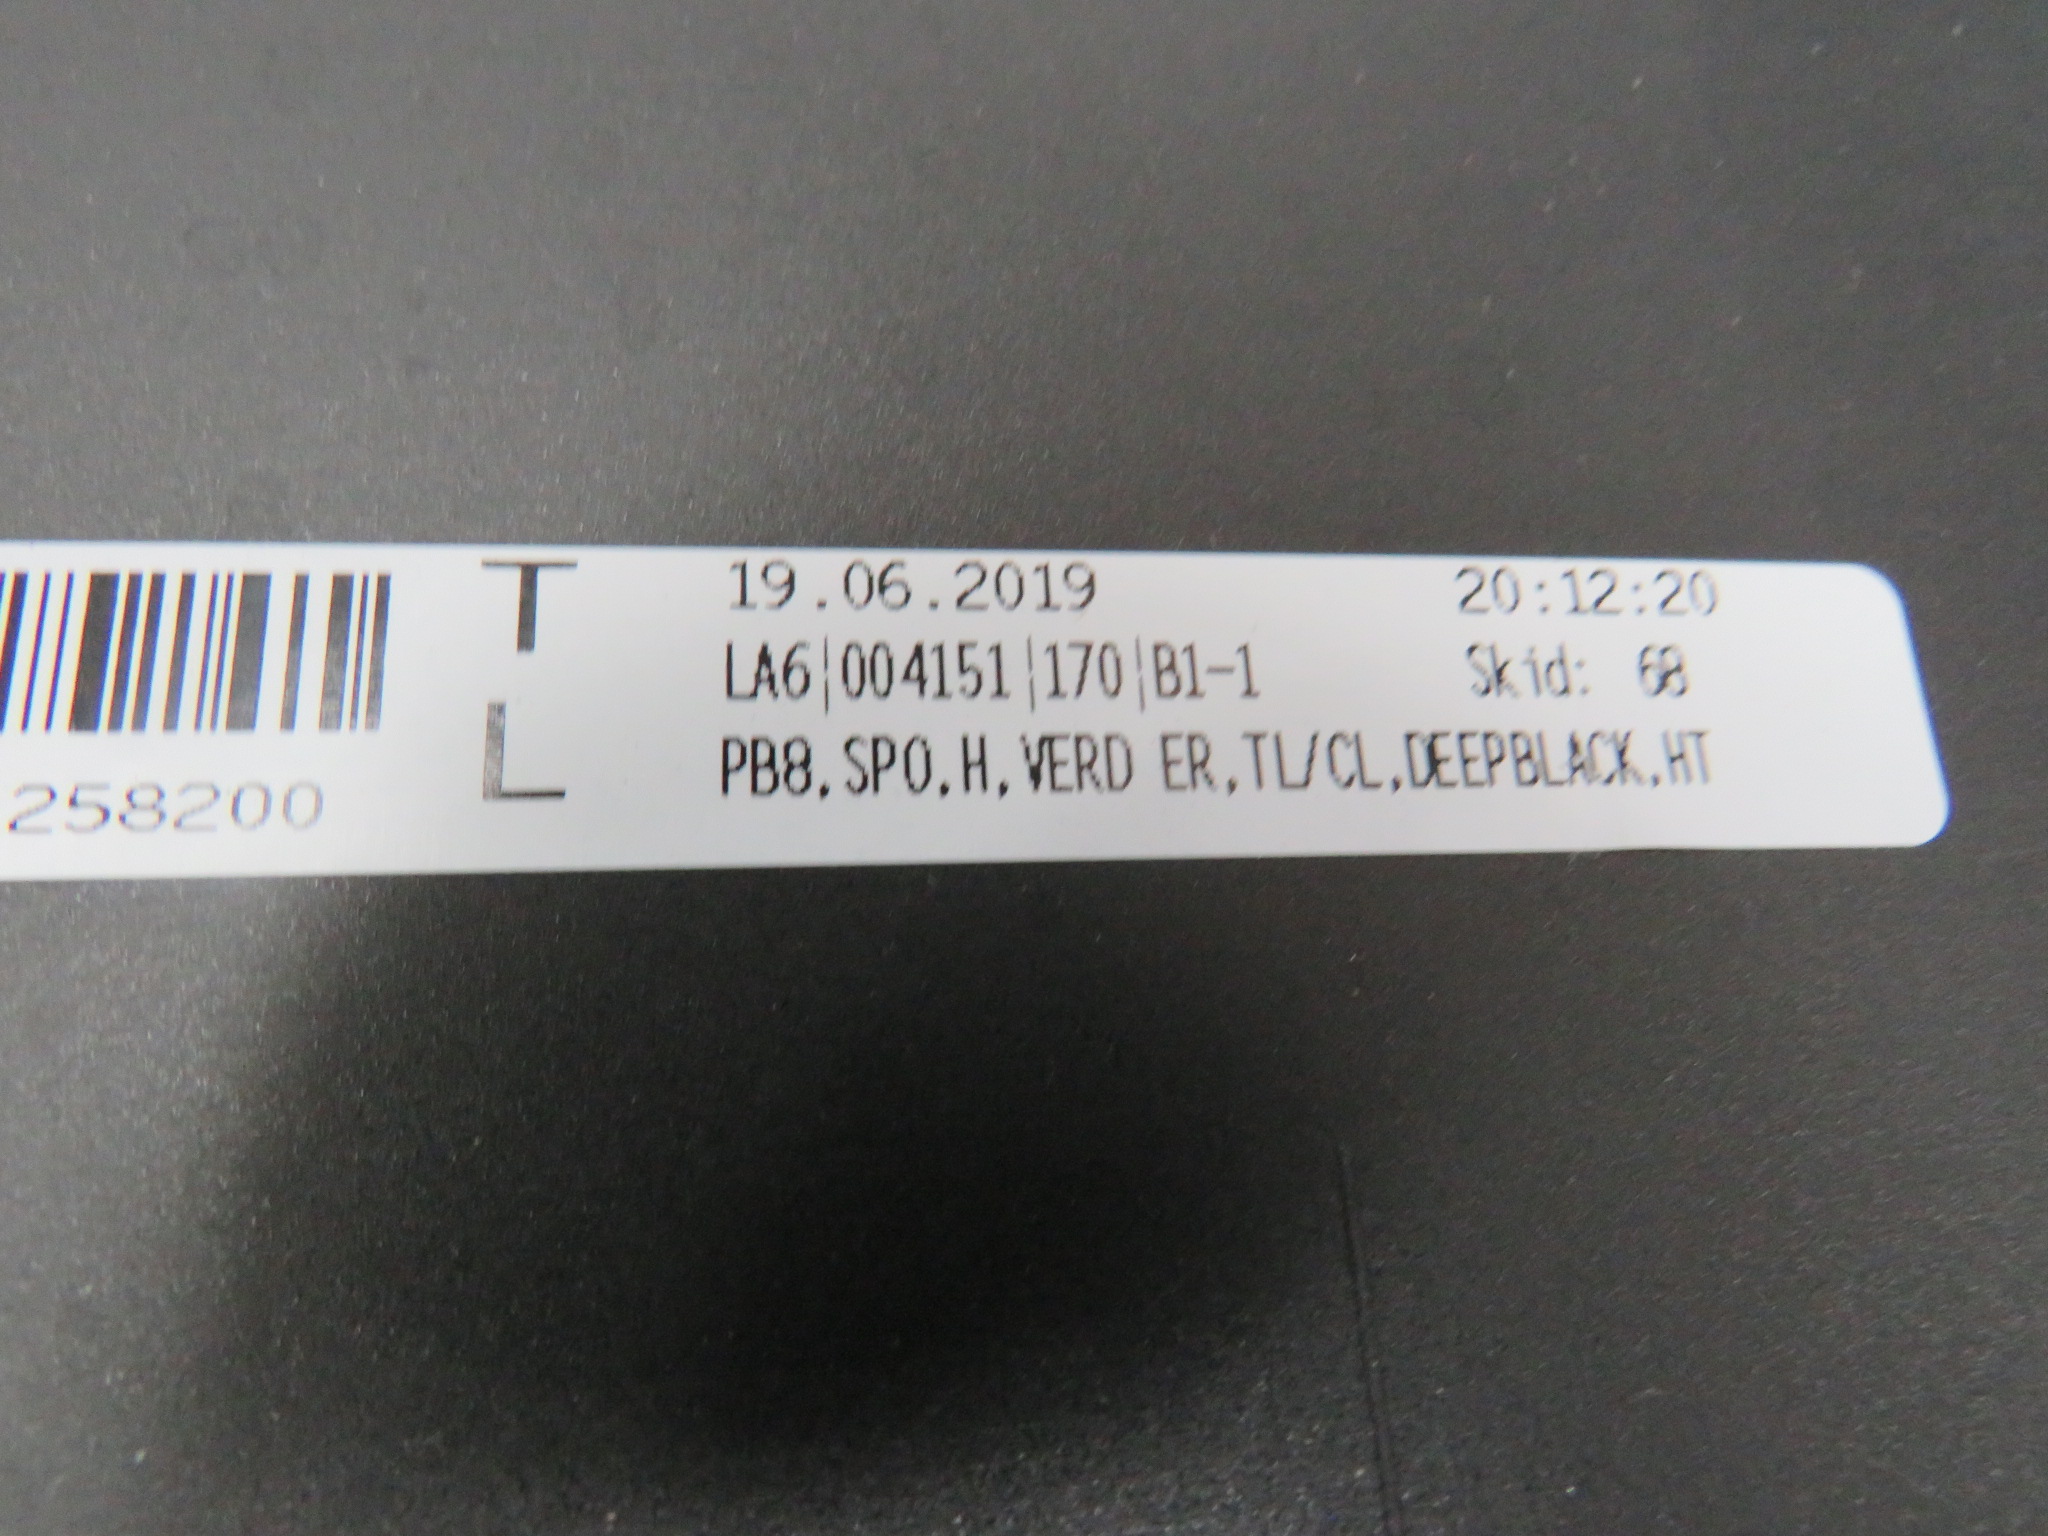 T 19.06.2019 20:12:20
LA6|004151|170|B1-1 Skid: 68
L PB8.SPO.H.VERD ER.TL/CL.DEEPBLACK.HT
258200